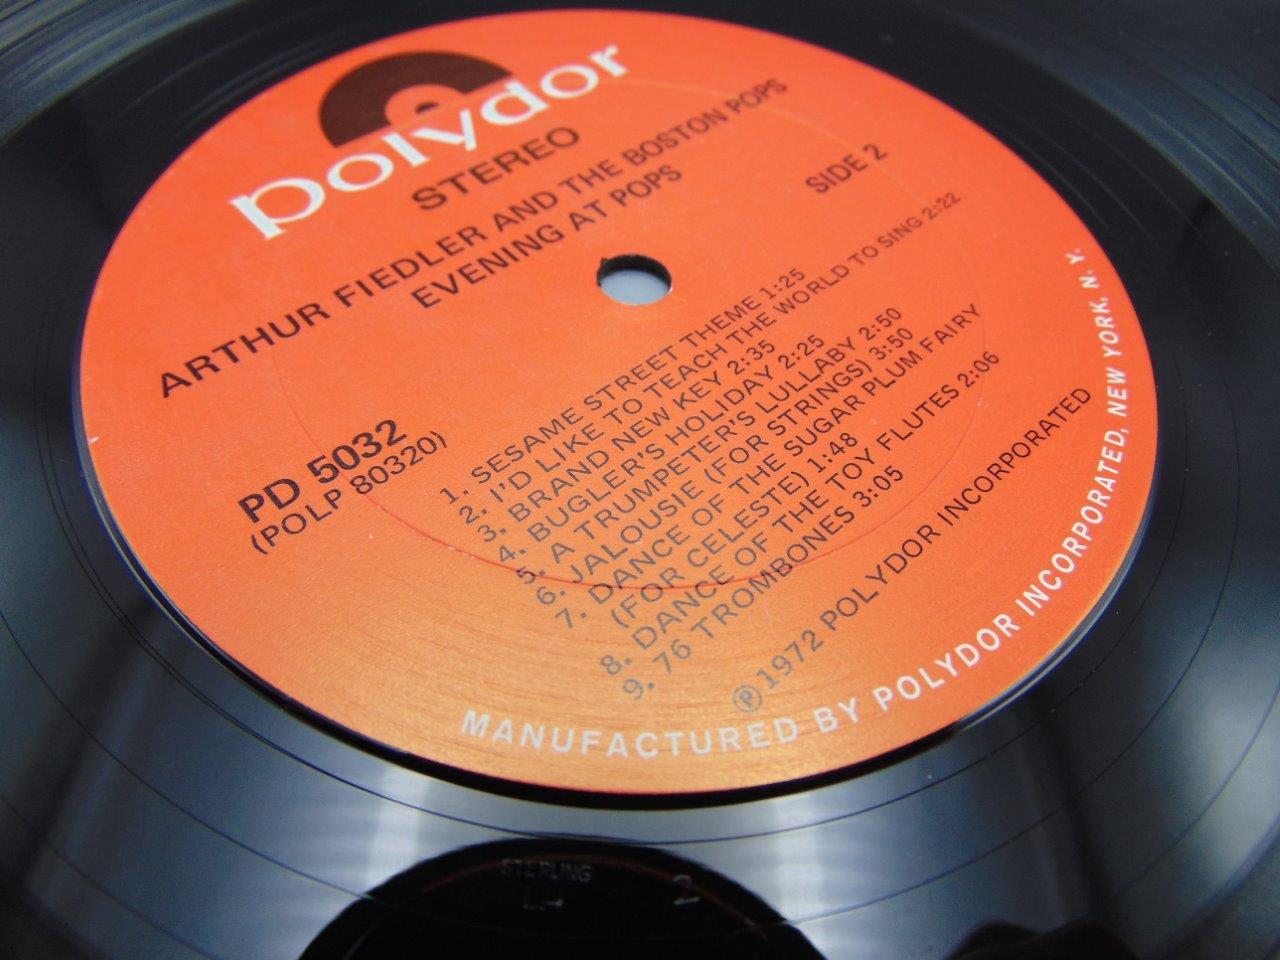 polydor
STEREO
ARTHUR FIEDLER AND THE BOSTON POPS
EVENING AT POPS
SIDE 2
PD 5032
(POLP 80320)
1. SESAME STREET THEME 1:25
2. I'D LIKE TO TEACH THE WORLD TO SING 2:22
3. BRAND NEW KEY 2:35
4. BUGLER'S HOLIDAY 2:25
5. A TRUMPETER'S LULLABY 2:50
6. JALOUSIE (FOR STRINGS) 3:50
7. DANCE OF THE SUGAR PLUM FAIRY
(FOR CELESTE) 1:48
8. DANCE OF THE TOY FLUTES 2:06
9. 76 TROMBONES 3:05
℗ 1972 POLYDOR INCORPORATED
MANUFACTURED BY POLYDOR INCORPORATED, NEW YORK, N. Y.
STERLING
LH 2